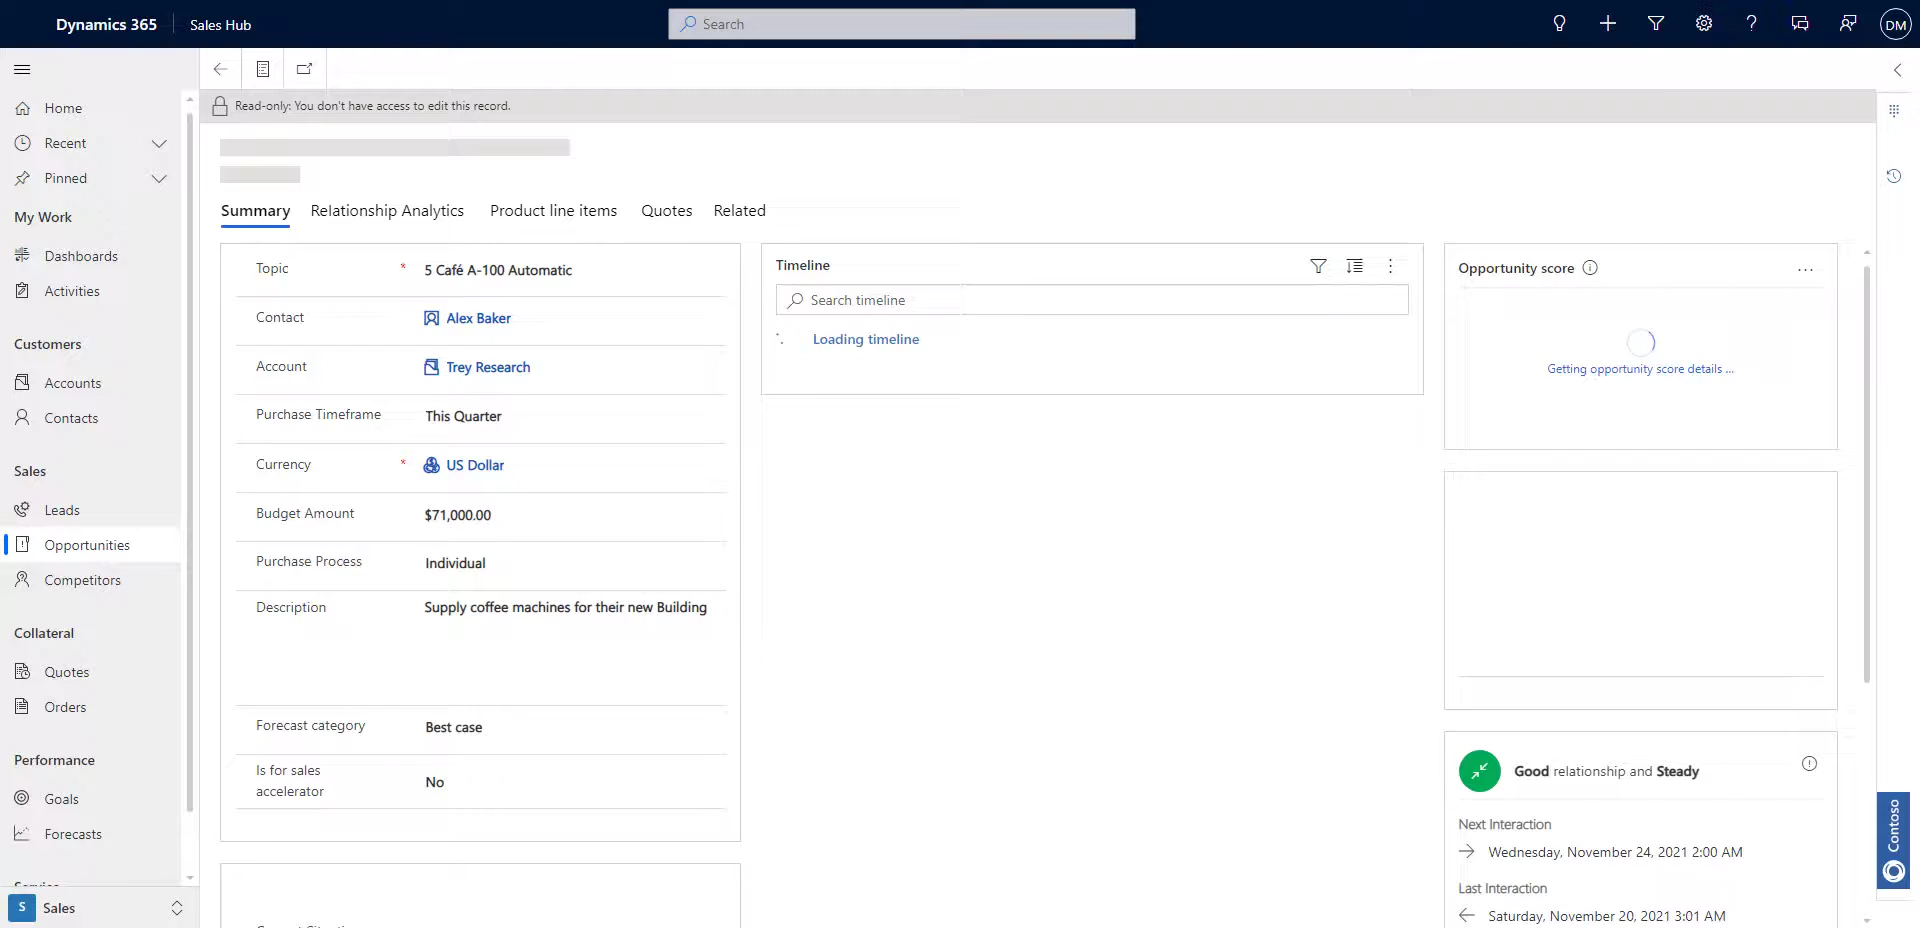 Dynamics 365
Sales Hub
Search
DM
Read-only: You don't have access to edit this record.
Home
Recent
Pinned
My Work
Dashboards
Activities
Customers
Accounts
Contacts
Sales
Leads
Opportunities
Competitors
Collateral
Quotes
Orders
Performance
Goals
Forecasts
S Sales
Summary Relationship Analytics Product line items Quotes Related
Topic * 5 Café A-100 Automatic
Contact Alex Baker
Account Trey Research
Purchase Timeframe This Quarter
Currency * US Dollar
Budget Amount $71,000.00
Purchase Process Individual
Description Supply coffee machines for their new Building
Forecast category Best case
Is for sales
accelerator No
Timeline
Search timeline
Loading timeline
Opportunity score
Getting opportunity score details ...
Good relationship and Steady
Next Interaction
Wednesday, November 24, 2021 2:00 AM
Last Interaction
Saturday, November 20, 2021 3:01 AM
Contoso